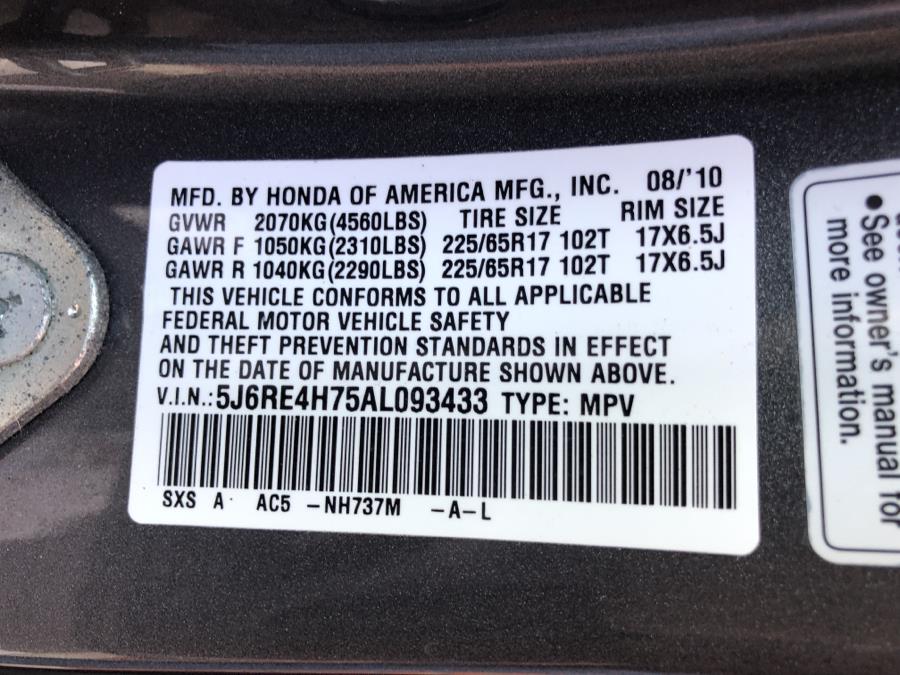 MFD. BY HONDA OF AMERICA MFG., INC. 08/'10
GVWR 2070KG(4560LBS) TIRE SIZE RIM SIZE
GAWR F 1050KG(2310LBS) 225/65R17 102T 17X6.5J
GAWR R 1040KG(2290LBS) 225/65R17 102T 17X6.5J
THIS VEHICLE CONFORMS TO ALL APPLICABLE
FEDERAL MOTOR VEHICLE SAFETY
AND THEFT PREVENTION STANDARDS IN EFFECT
ON THE DATE OF MANUFACTURE SHOWN ABOVE.
V.I.N.: 5J6RE4H75AL093433 TYPE: MPV
SXS A AC5 -NH737M -A-L
• See owner's manual for
more information.